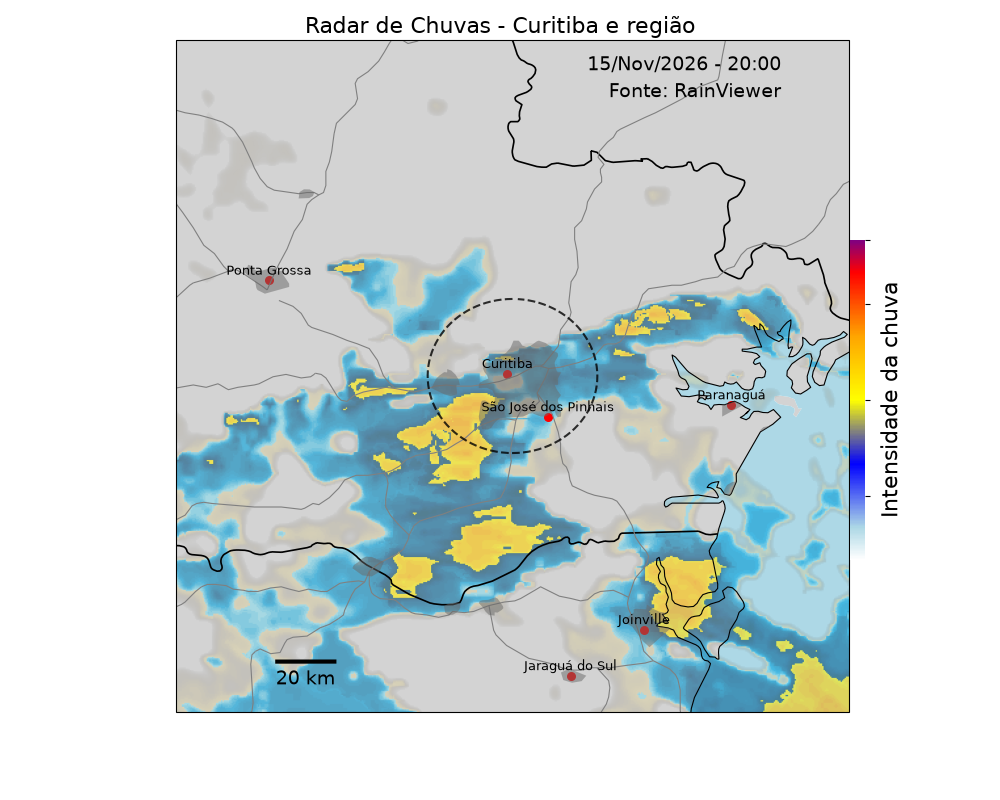 Radar de Chuvas - Curitiba e região
15/Nov/2026 - 20:00
Fonte: RainViewer
Ponta Grossa
Curitiba
Paranaguá
São José dos Pinhais
Intensidade da chuva
Joinville
Jaraguá do Sul
20 km